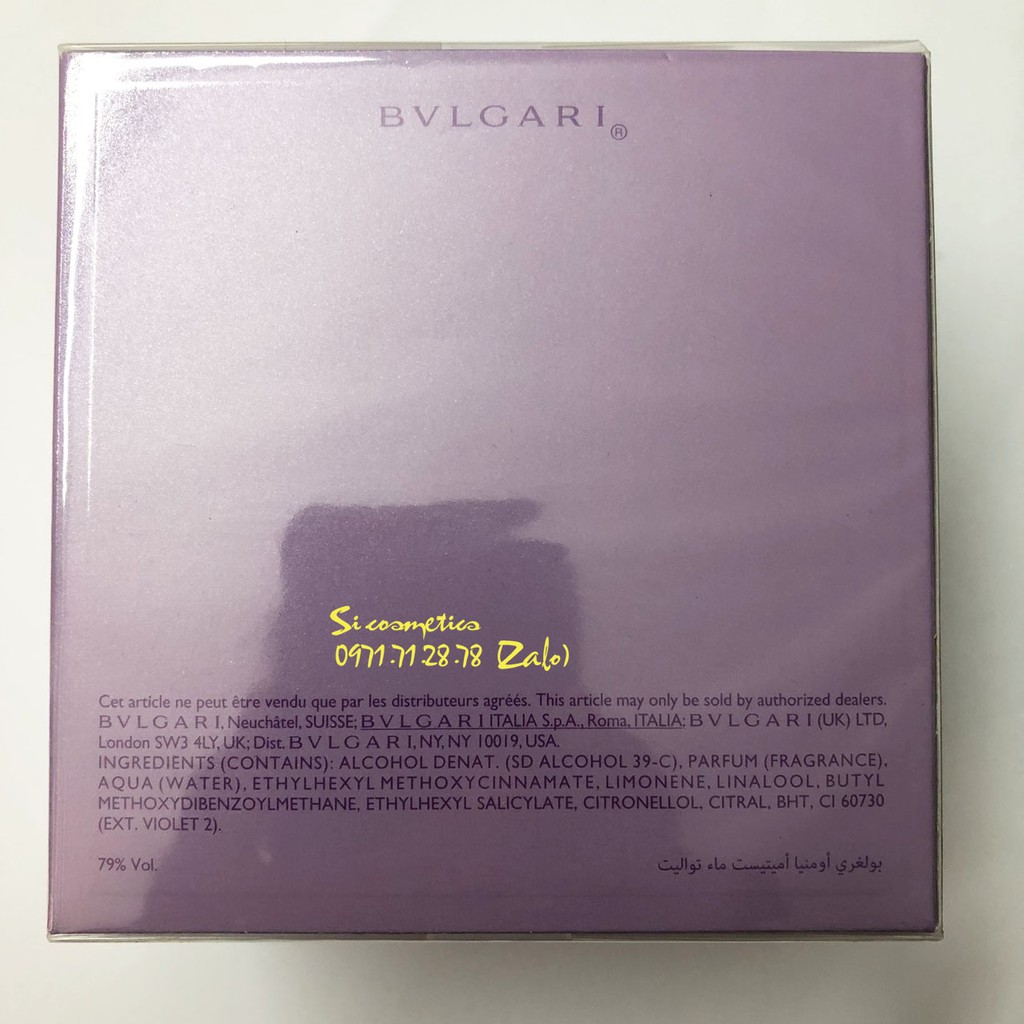 BVLGARI®
Si cosmetics
0971.71.28.78 (Zalo)
Cet article ne peut être vendu que par les distributeurs agréés. This article may only be sold by authorized dealers.
BVLGARI, Neuchâtel, SUISSE; BVLGARI ITALIA S.p.A., Roma, ITALIA; BVLGARI (UK) LTD,
London SW3 4LY, UK; Dist. BVLGARI, NY, NY 10019, USA.
INGREDIENTS (CONTAINS): ALCOHOL DENAT. (SD ALCOHOL 39-C), PARFUM (FRAGRANCE),
AQUA (WATER), ETHYLHEXYL METHOXYCINNAMATE, LIMONENE, LINALOOL, BUTYL
METHOXYDIBENZOYLMETHANE, ETHYLHEXYL SALICYLATE, CITRONELLOL, CITRAL, BHT, CI 60730
(EXT. VIOLET 2).
79% Vol.
بولغري أومنيا أميتيست ماء تواليت